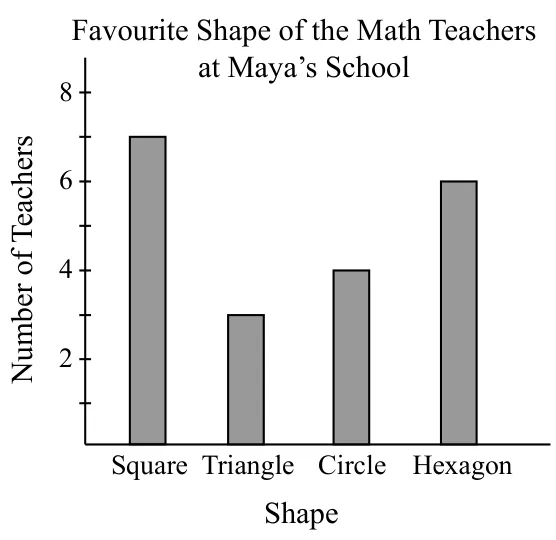 Favourite Shape of the Math Teachers
at Maya’s School
Number of Teachers
8
6
4
2
Square Triangle Circle Hexagon
Shape